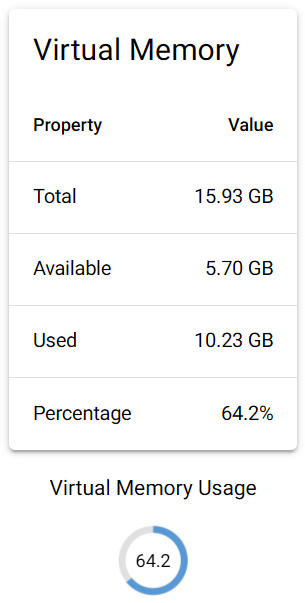 Virtual Memory
Property Value
Total 15.93 GB
Available 5.70 GB
Used 10.23 GB
Percentage 64.2%
Virtual Memory Usage
64.2